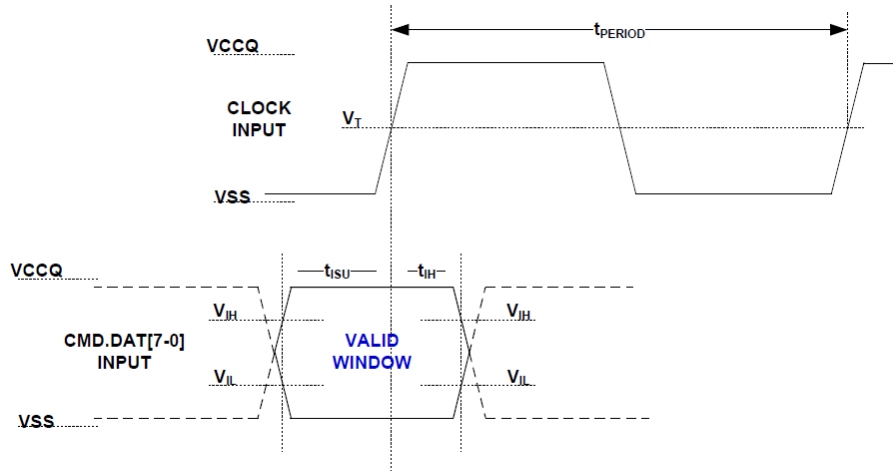 tPERIOD
VCCQ
CLOCK
INPUT
VT
VSS
VCCQ
tISU
tIH
VIH
VIH
CMD.DAT[7-0]
INPUT
VALID
WINDOW
VIL
VIL
VSS